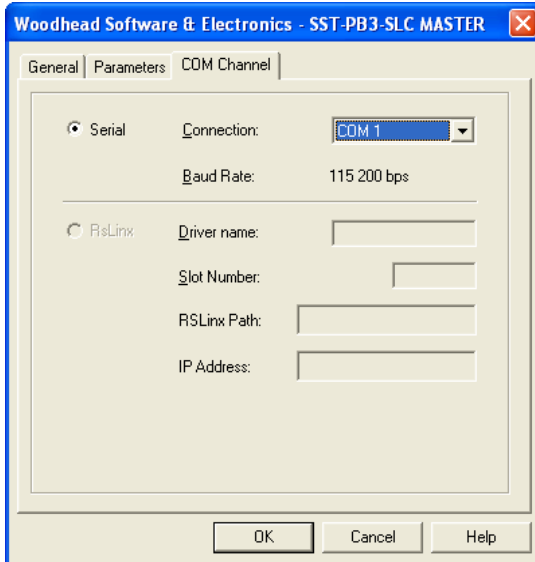 Woodhead Software & Electronics - SST-PB3-SLC MASTER
General Parameters COM Channel
Serial Connection: COM 1
Baud Rate: 115 200 bps
RsLinx Driver name:
Slot Number:
RSLinx Path:
IP Address:
OK Cancel Help